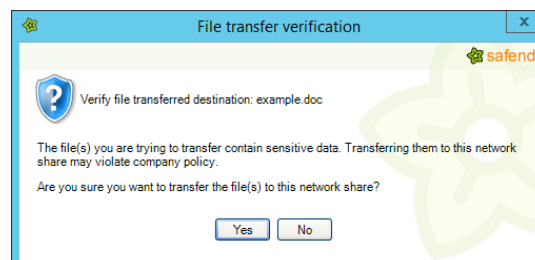 File transfer verification
x
safend
Verify file transferred destination: example.doc
The file(s) you are trying to transfer contain sensitive data. Transferring them to this network
share may violate company policy.
Are you sure you want to transfer the file(s) to this network share?
Yes No